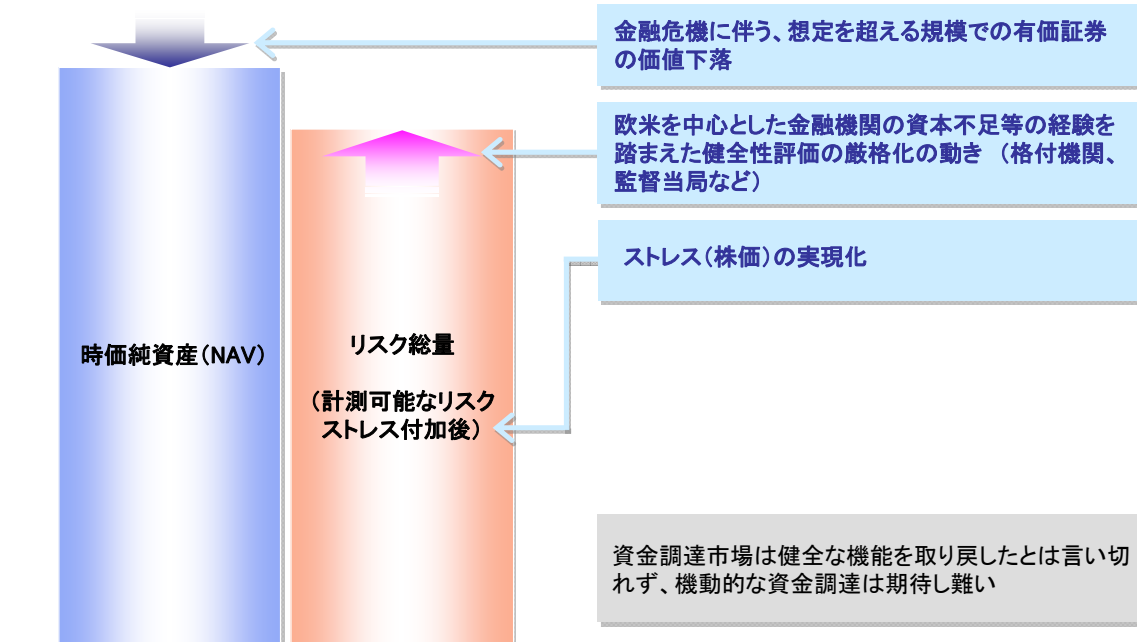 金融危機に伴う、想定を超える規模での有価証券
の価値下落
欧米を中心とした金融機関の資本不足等の経験を
踏まえた健全性評価の厳格化の動き （格付機関、
監督当局など）
ストレス（株価）の実現化
時価純資産（NAV）
リスク総量
（計測可能なリスク
ストレス付加後）
資金調達市場は健全な機能を取り戻したとは言い切
れず、機動的な資金調達は期待し難い